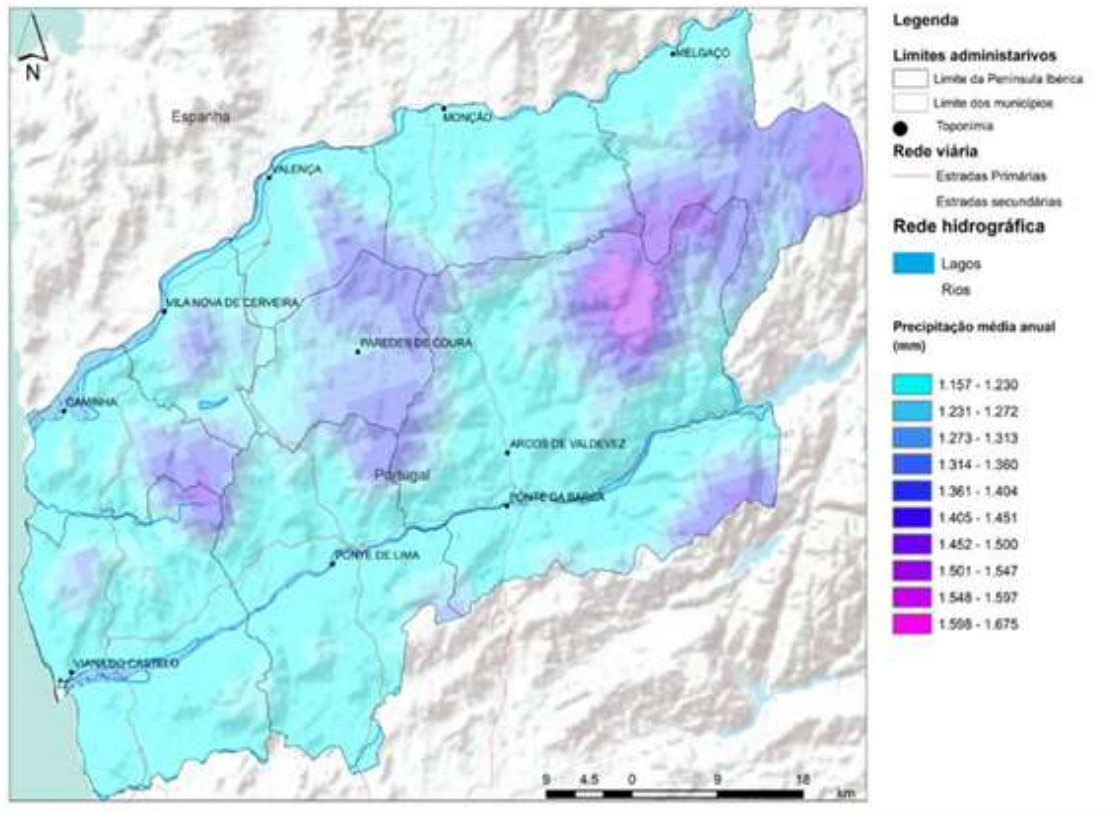 N
Espanha
MELGAÇO
MONÇÃO
VALENÇA
VILA NOVA DE CERVEIRA
PAREDES DE COURA
CAMINHA
ARCOS DE VALDEVEZ
Portugal
PONTE DA BARCA
PONTE DE LIMA
VIANA DO CASTELO
9 4.5 0 9 18
km
Legenda
Limites administarivos
Limite da Península Ibérica
Limite dos municípios
Toponímia
Rede viária
Estradas Primárias
Estradas secundárias
Rede hidrográfica
Lagos
Rios
Precipitação média anual
(mm)
1.157 - 1.230
1.231 - 1.272
1.273 - 1.313
1.314 - 1.360
1.361 - 1.404
1.405 - 1.451
1.452 - 1.500
1.501 - 1.547
1.548 - 1.597
1.598 - 1.675